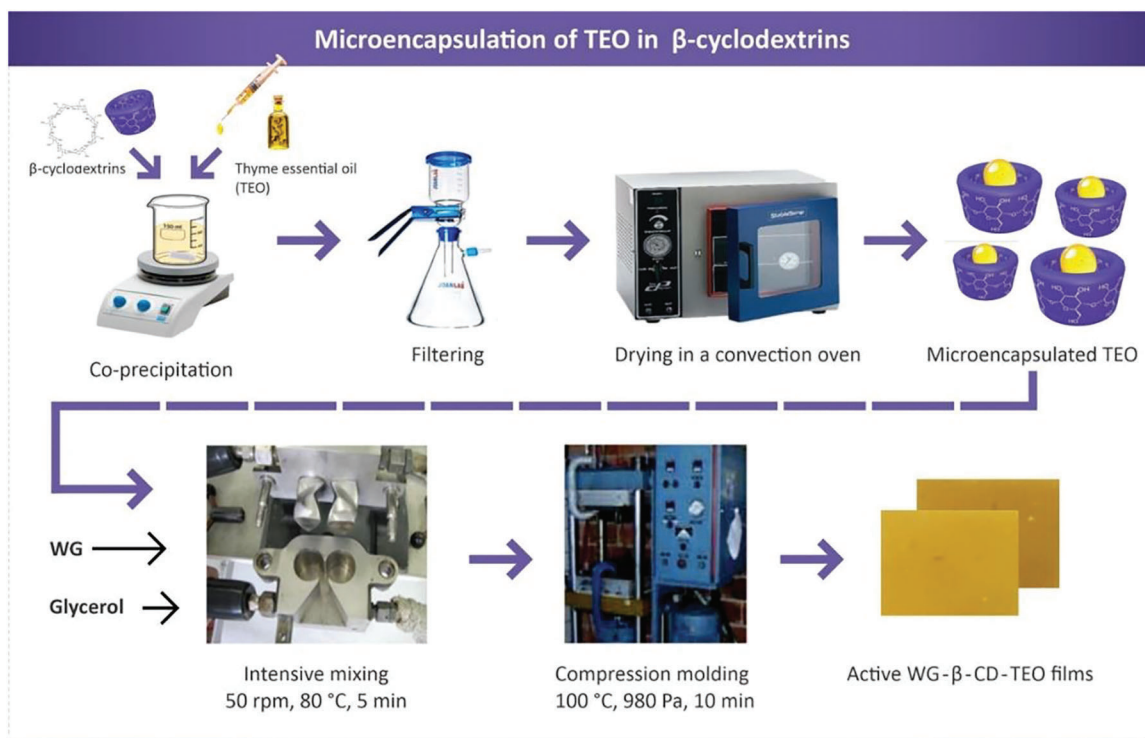 Microencapsulation of TEO in β-cyclodextrins
β-cyclodextrins
Thyme essential oil
(TEO)
Co-precipitation
Filtering
Drying in a convection oven
Microencapsulated TEO
WG
Glycerol
Intensive mixing
50 rpm, 80 °C, 5 min
Compression molding
100 °C, 980 Pa, 10 min
Active WG-β-CD-TEO films